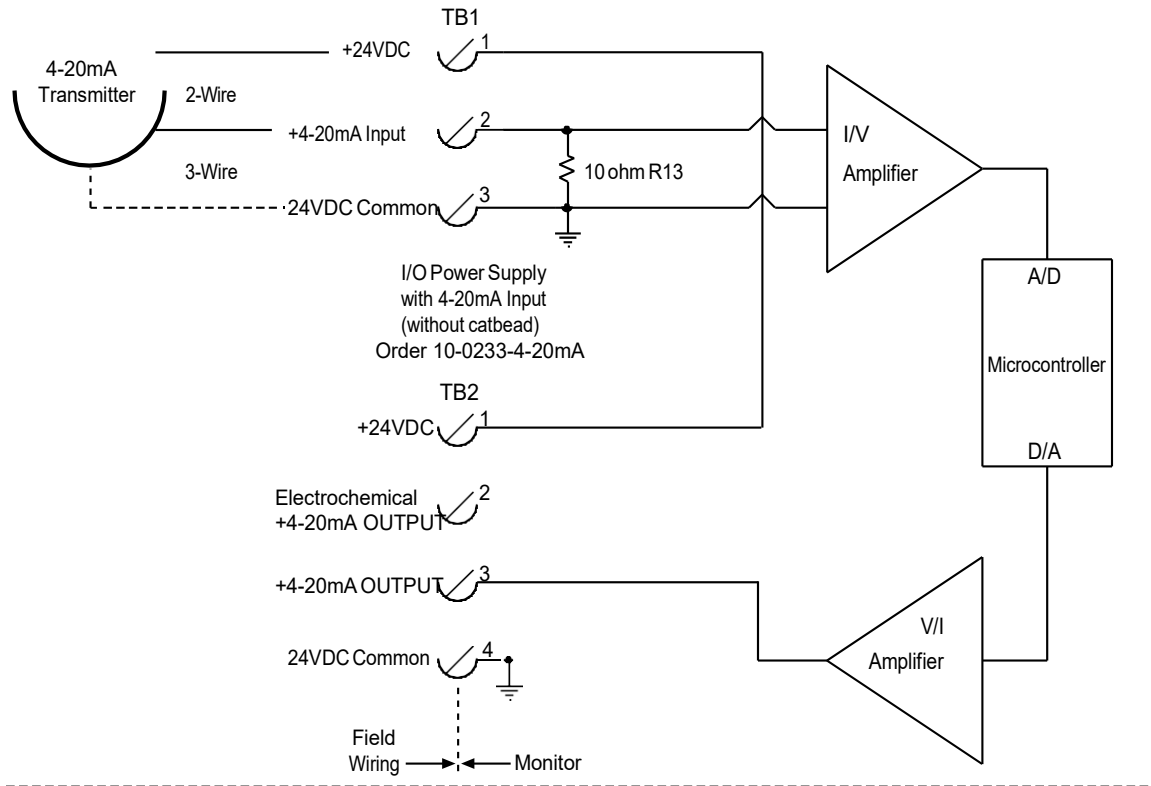 TB1
+24VDC
1
4-20mA
Transmitter
2-Wire
+4-20mA Input
2
3-Wire
10 ohm R13
24VDC Common
3
I/V
Amplifier
I/O Power Supply
with 4-20mA Input
(without catbead)
Order 10-0233-4-20mA
A/D
Microcontroller
D/A
TB2
+24VDC
1
Electrochemical
+4-20mA OUTPUT
2
+4-20mA OUTPUT
3
V/I
Amplifier
24VDC Common
4
Field
Wiring
Monitor